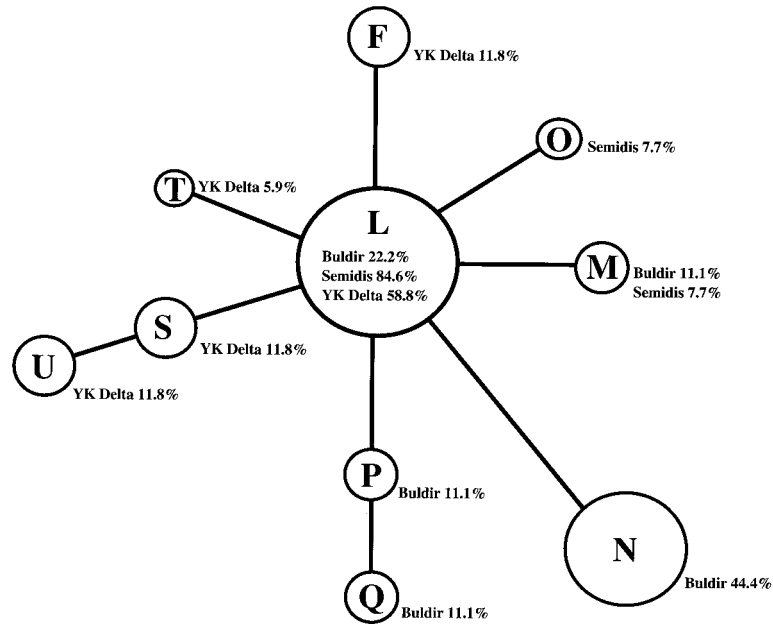 F
YK Delta 11.8%
O
Semidis 7.7%
T
YK Delta 5.9%
L
Buldir 22.2%
Semidis 84.6%
YK Delta 58.8%
M
Buldir 11.1%
Semidis 7.7%
S
YK Delta 11.8%
U
YK Delta 11.8%
P
Buldir 11.1%
N
Buldir 44.4%
Q
Buldir 11.1%